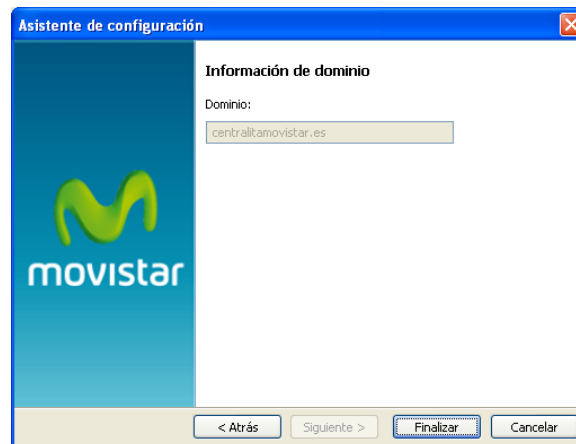 Asistente de configuración
Información de dominio
Dominio:
centralitamovistar.es
movistar
< Atrás
Siguiente >
Finalizar
Cancelar